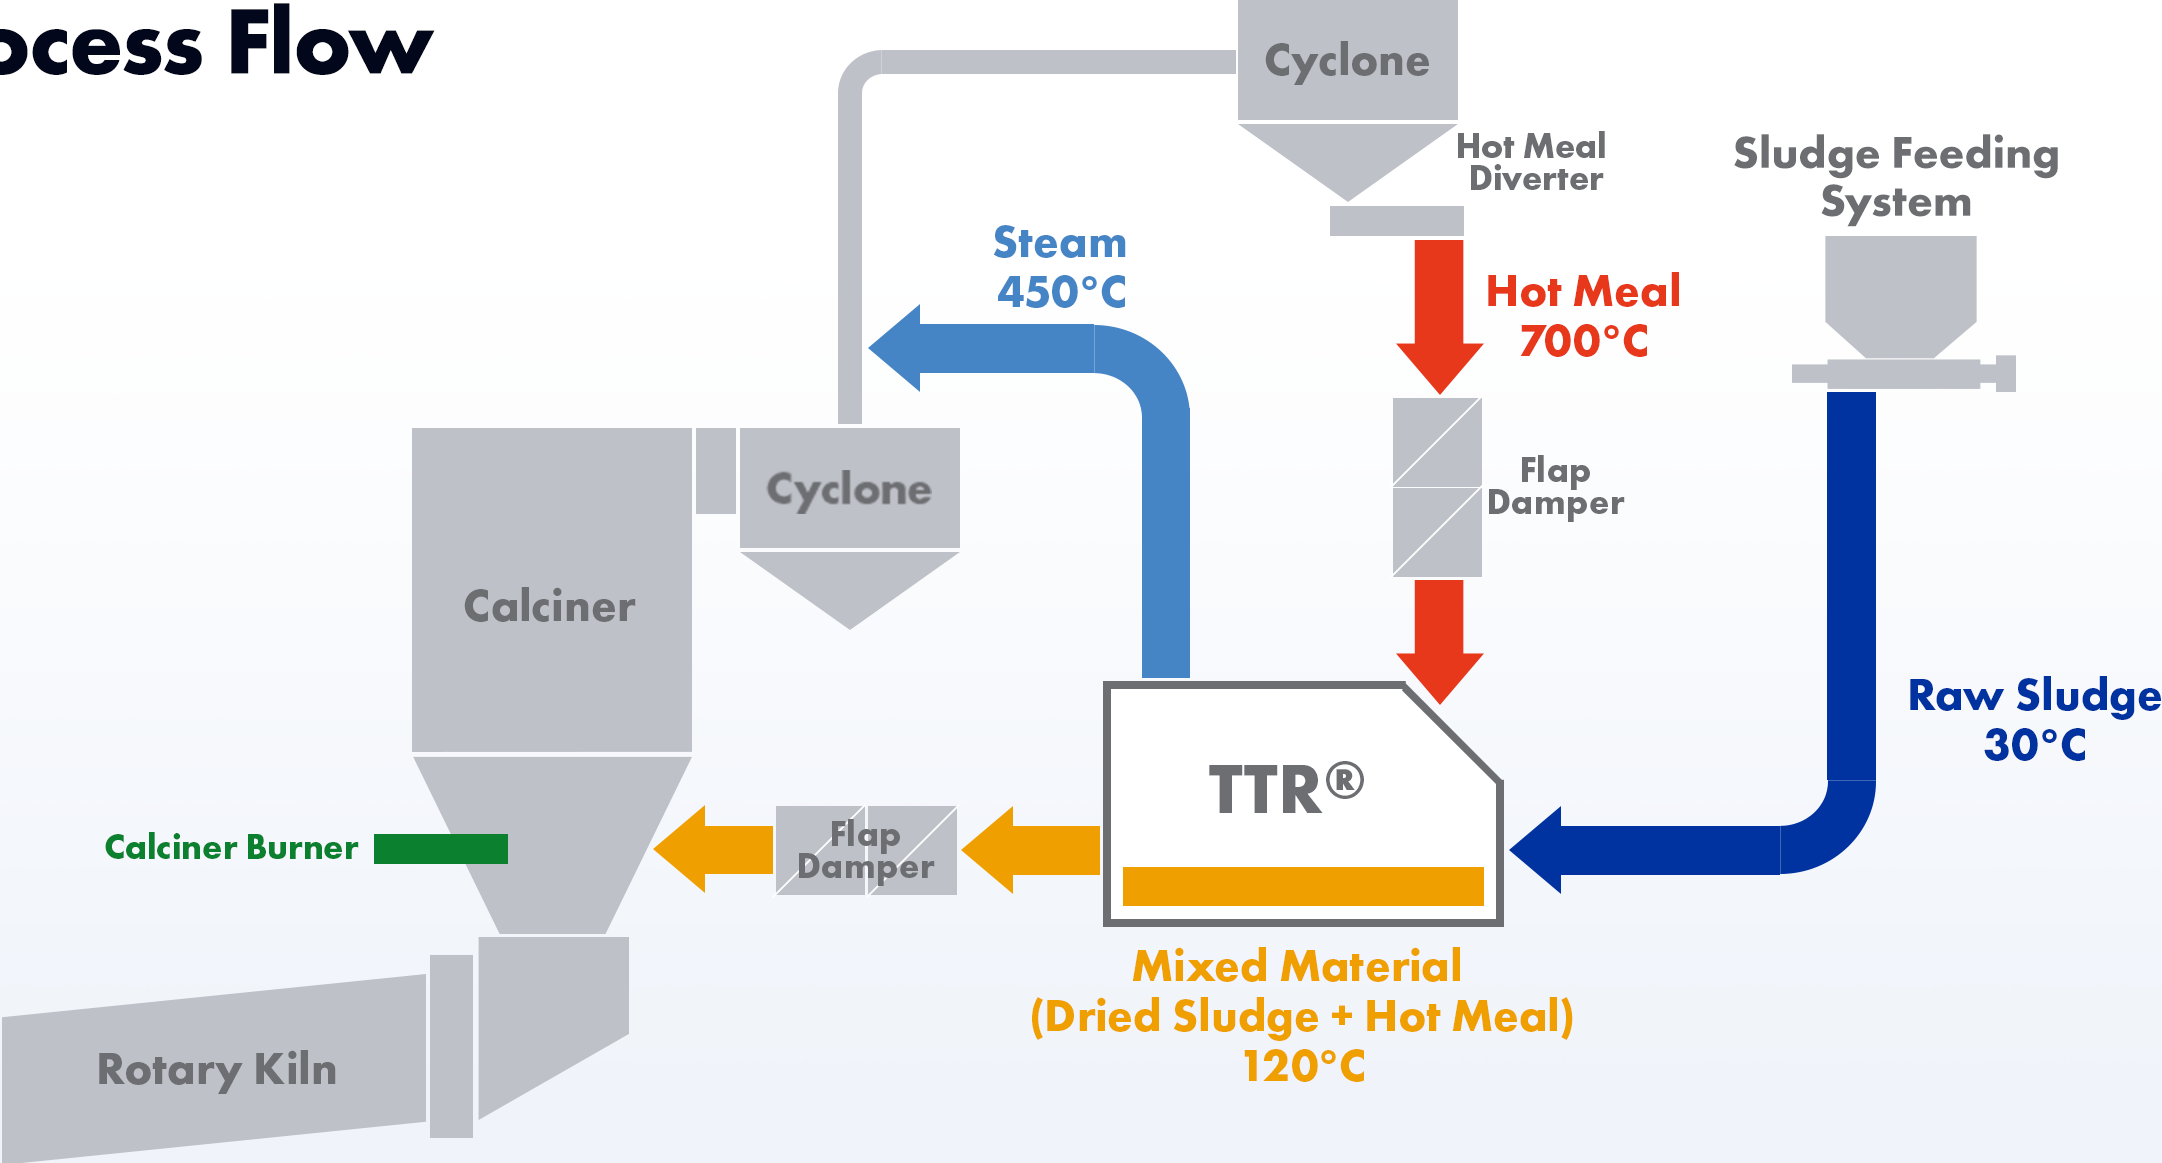 ocess Flow
Cyclone
Hot Meal
Diverter
Sludge Feeding
System
Steam
450°C
Hot Meal
700°C
Flap
Damper
Cyclone
Calciner
Raw Sludge
30°C
TTR®
Calciner Burner
Flap
Damper
Mixed Material
(Dried Sludge + Hot Meal)
120°C
Rotary Kiln